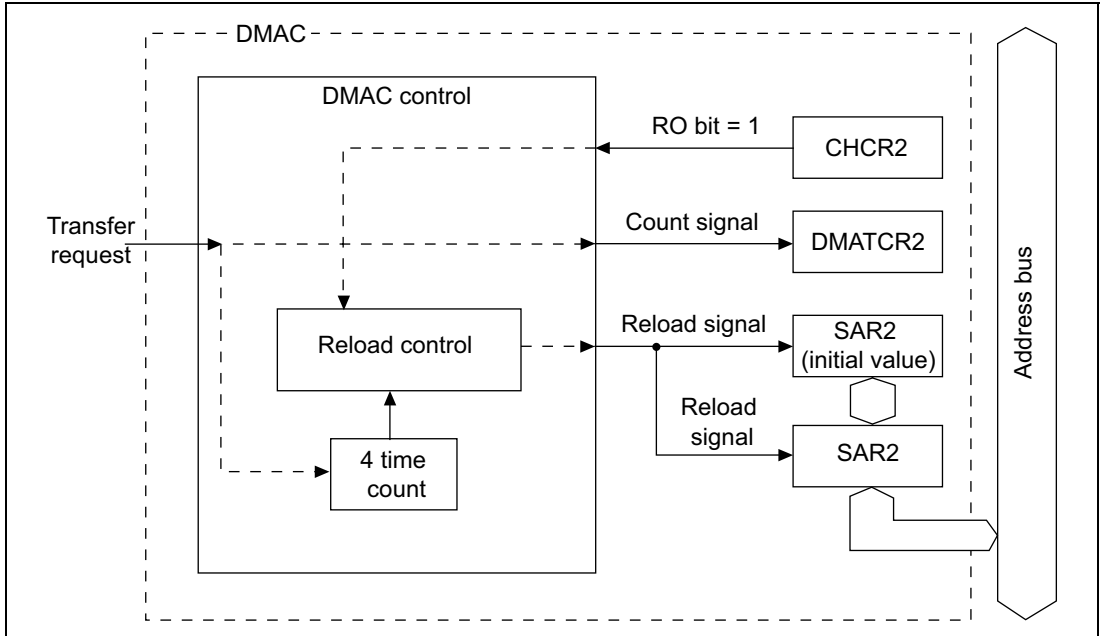 DMAC
DMAC control
RO bit = 1
CHCR2
Transfer
request
Count signal
DMATCR2
Reload control
Reload signal
SAR2
(initial value)
Reload
signal
SAR2
4 time
count
Address bus